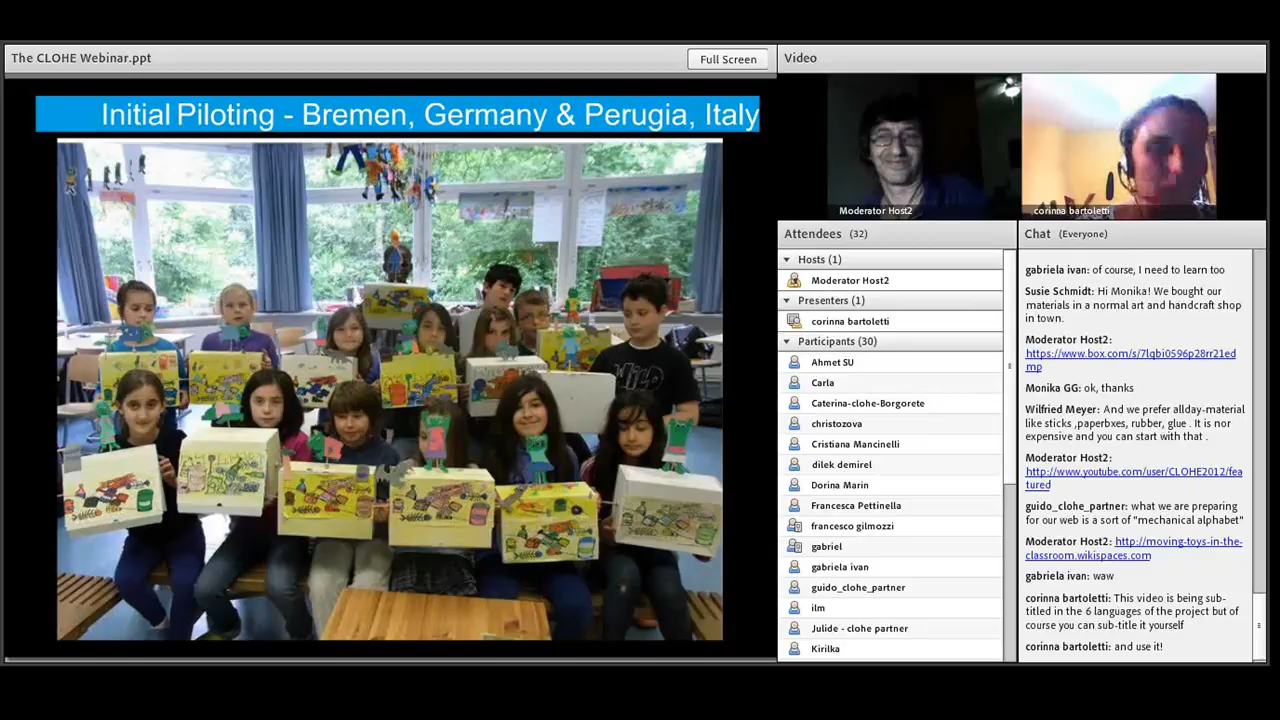 The CLOHE Webinar.ppt
Full Screen
Initial Piloting - Bremen, Germany & Perugia, Italy
WILD
Video
Moderator Host2
corinna bartoletti
Attendees (32)
Hosts (1)
Moderator Host2
Presenters (1)
corinna bartoletti
Participants (30)
Ahmet SU
Carla
Caterina-clohe-Borgorete
christozova
Cristiana Mancinelli
dilek demirel
Dorina Marin
Francesca Pettinella
francesco gilmozzi
gabriel
gabriela ivan
guido_clohe_partner
ilm
Julide - clohe partner
Kirilka
Chat (Everyone)
gabriela ivan: of course, I need to learn too
Susie Schmidt: Hi Monika! We bought our
materials in a normal art and handcraft shop
in town.
Moderator Host2:
https://www.box.com/s/7lqbi0596p28rr21ed
mp
Monika GG: ok, thanks
Wilfried Meyer: And we prefer allday-material
like sticks ,paperbxes, rubber, glue . It is nor
expensive and you can start with that .
Moderator Host2:
http://www.youtube.com/user/CLOHE2012/fea
tured
guido_clohe_partner: what we are preparing
for our web is a sort of "mechanical alphabet"
Moderator Host2: http://moving-toys-in-the-
classroom.wikispaces.com
gabriela ivan: waw
corinna bartoletti: This video is being sub-
titled in the 6 languages of the project but of
course you can sub-title it yourself
corinna bartoletti: and use it!